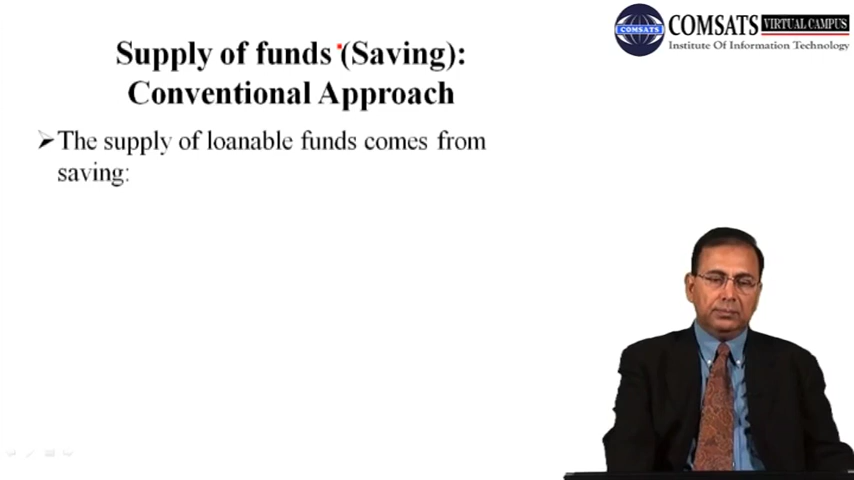 COMSATS VIRTUAL CAMPUS
Institute Of Information Technology
COMSATS
Supply of funds (Saving):
Conventional Approach
➢The supply of loanable funds comes from
saving: